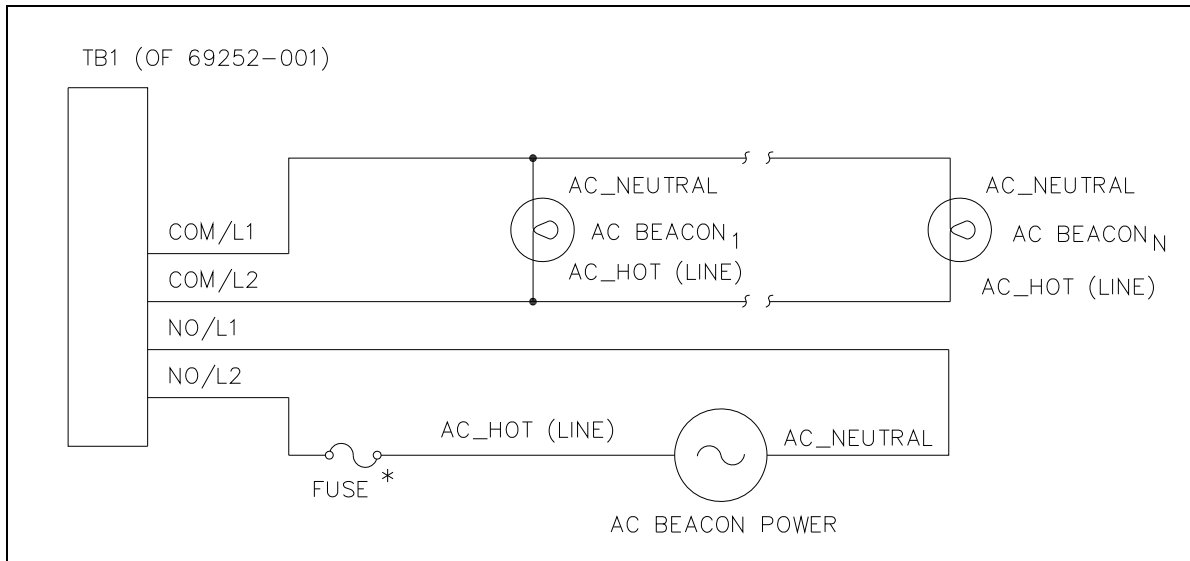 TB1 (OF 69252-001)
AC_NEUTRAL
AC_NEUTRAL
COM/L1
AC BEACON1
AC BEACONN
COM/L2
AC_HOT (LINE)
AC_HOT (LINE)
NO/L1
NO/L2
AC_HOT (LINE)
AC_NEUTRAL
FUSE *
AC BEACON POWER